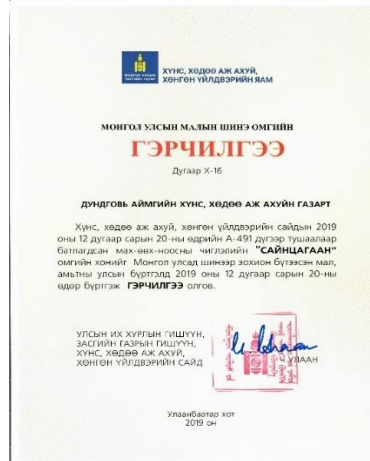 МОНГОЛ УЛСЫН
ЗАСГИЙН ГАЗАР
ХҮНС, ХӨДӨӨ АЖ АХУЙ,
ХӨНГӨН ҮЙЛДВЭРИЙН ЯАМ
МОНГОЛ УЛСЫН МАЛЫН ШИНЭ ОМГИЙН
ГЭРЧИЛГЭЭ
Дугаар Х-16
ДУНДГОВЬ АЙМГИЙН ХҮНС, ХӨДӨӨ АЖ АХУЙН ГАЗАРТ
Хүнс, хөдөө аж ахуй, хөнгөн үйлдвэрийн сайдын 2019
оны 12 дугаар сарын 20-ны өдрийн А-491 дүгээр тушаалаар
батлагдсан мах-өөх-ноосны чиглэлийн "САЙНЦАГААН"
омгийн хонийг Монгол улсад шинээр зохион бүтээсэн мал,
амьтны улсын бүртгэлд 2019 оны 12 дугаар сарын 20-ны
өдөр бүртгэж ГЭРЧИЛГЭЭ олгов.
УЛСЫН ИХ ХУРЛЫН ГИШҮҮН,
ЗАСГИЙН ГАЗРЫН ГИШҮҮН,
ХҮНС, ХӨДӨӨ АЖ АХУЙ,
ХӨНГӨН ҮЙЛДВЭРИЙН САЙД
Ч.УЛААН
Улаанбаатар хот
2019 он